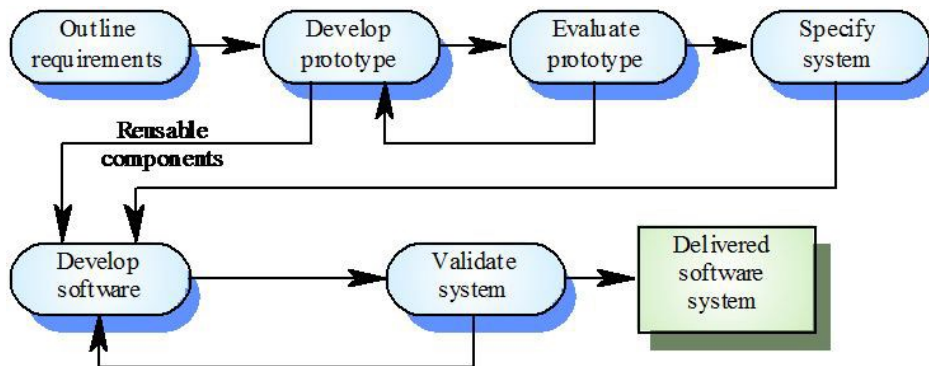 Outline
requirements
Develop
prototype
Evaluate
prototype
Specify
system
Reusable
components
Develop
software
Validate
system
Delivered
software
system